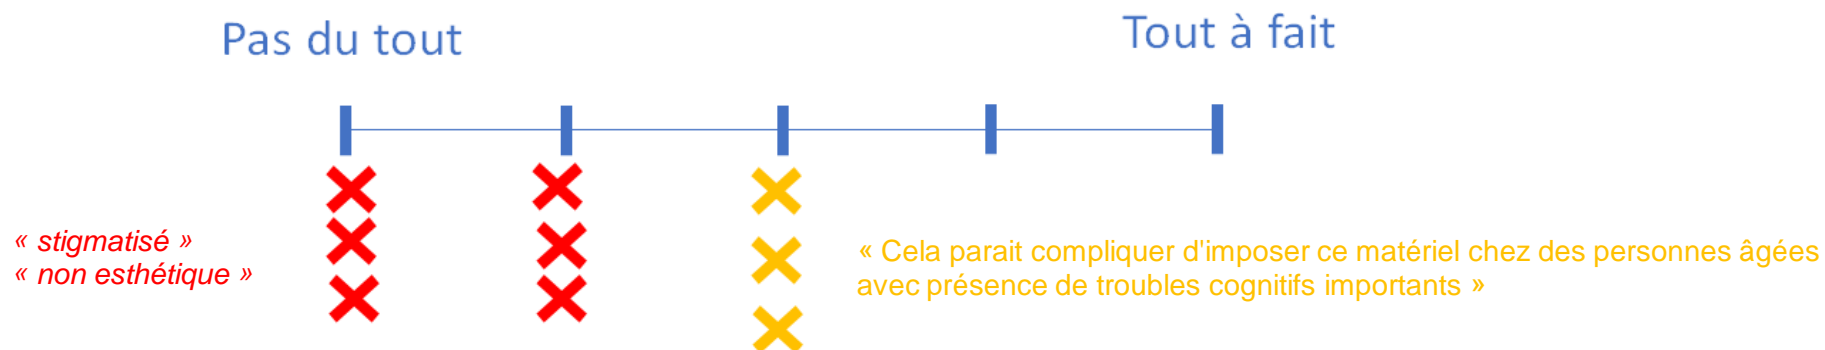 Pas du tout
Tout à fait
« stigmatisé »
« non esthétique »
« Cela parait compliquer d'imposer ce matériel chez des personnes âgées
avec présence de troubles cognitifs importants »